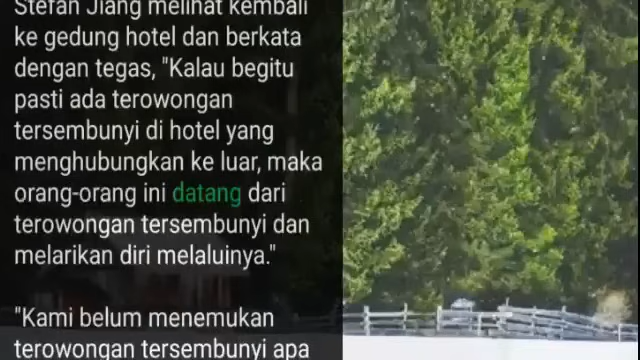 Stefan Jiang melihat kembali
ke gedung hotel dan berkata
dengan tegas, "Kalau begitu
pasti ada terowongan
tersembunyi di hotel yang
menghubungkan ke luar, maka
orang-orang ini datang dari
terowongan tersembunyi dan
melarikan diri melaluinya."
"Kami belum menemukan
terowongan tersembunyi apa